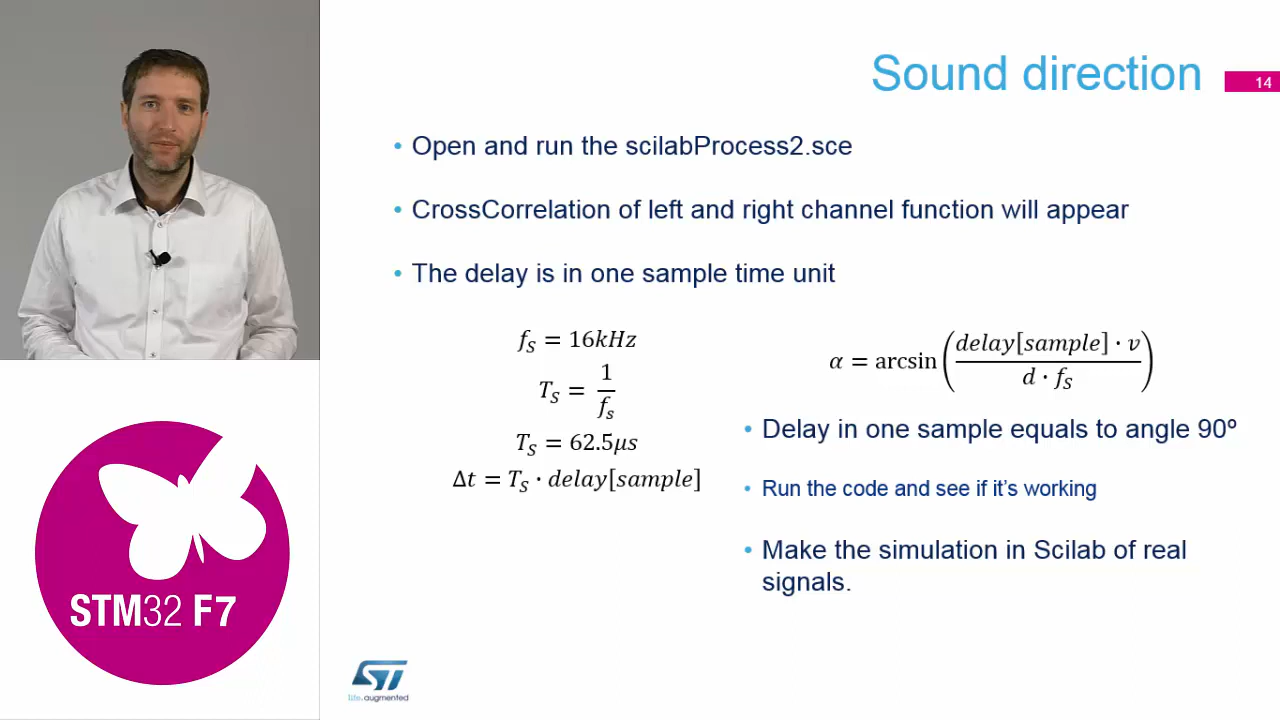 Sound direction
14
• Open and run the scilabProcess2.sce
• CrossCorrelation of left and right channel function will appear
• The delay is in one sample time unit
f_S = 16kHz
T_S = 1/f_s
T_S = 62.5μs
Δt = T_S · delay[sample]
α = arcsin(delay[sample] · v / d · f_S)
• Delay in one sample equals to angle 90º
• Run the code and see if it's working
• Make the simulation in Scilab of real
signals.
STM32 F7
ST
life.augmented